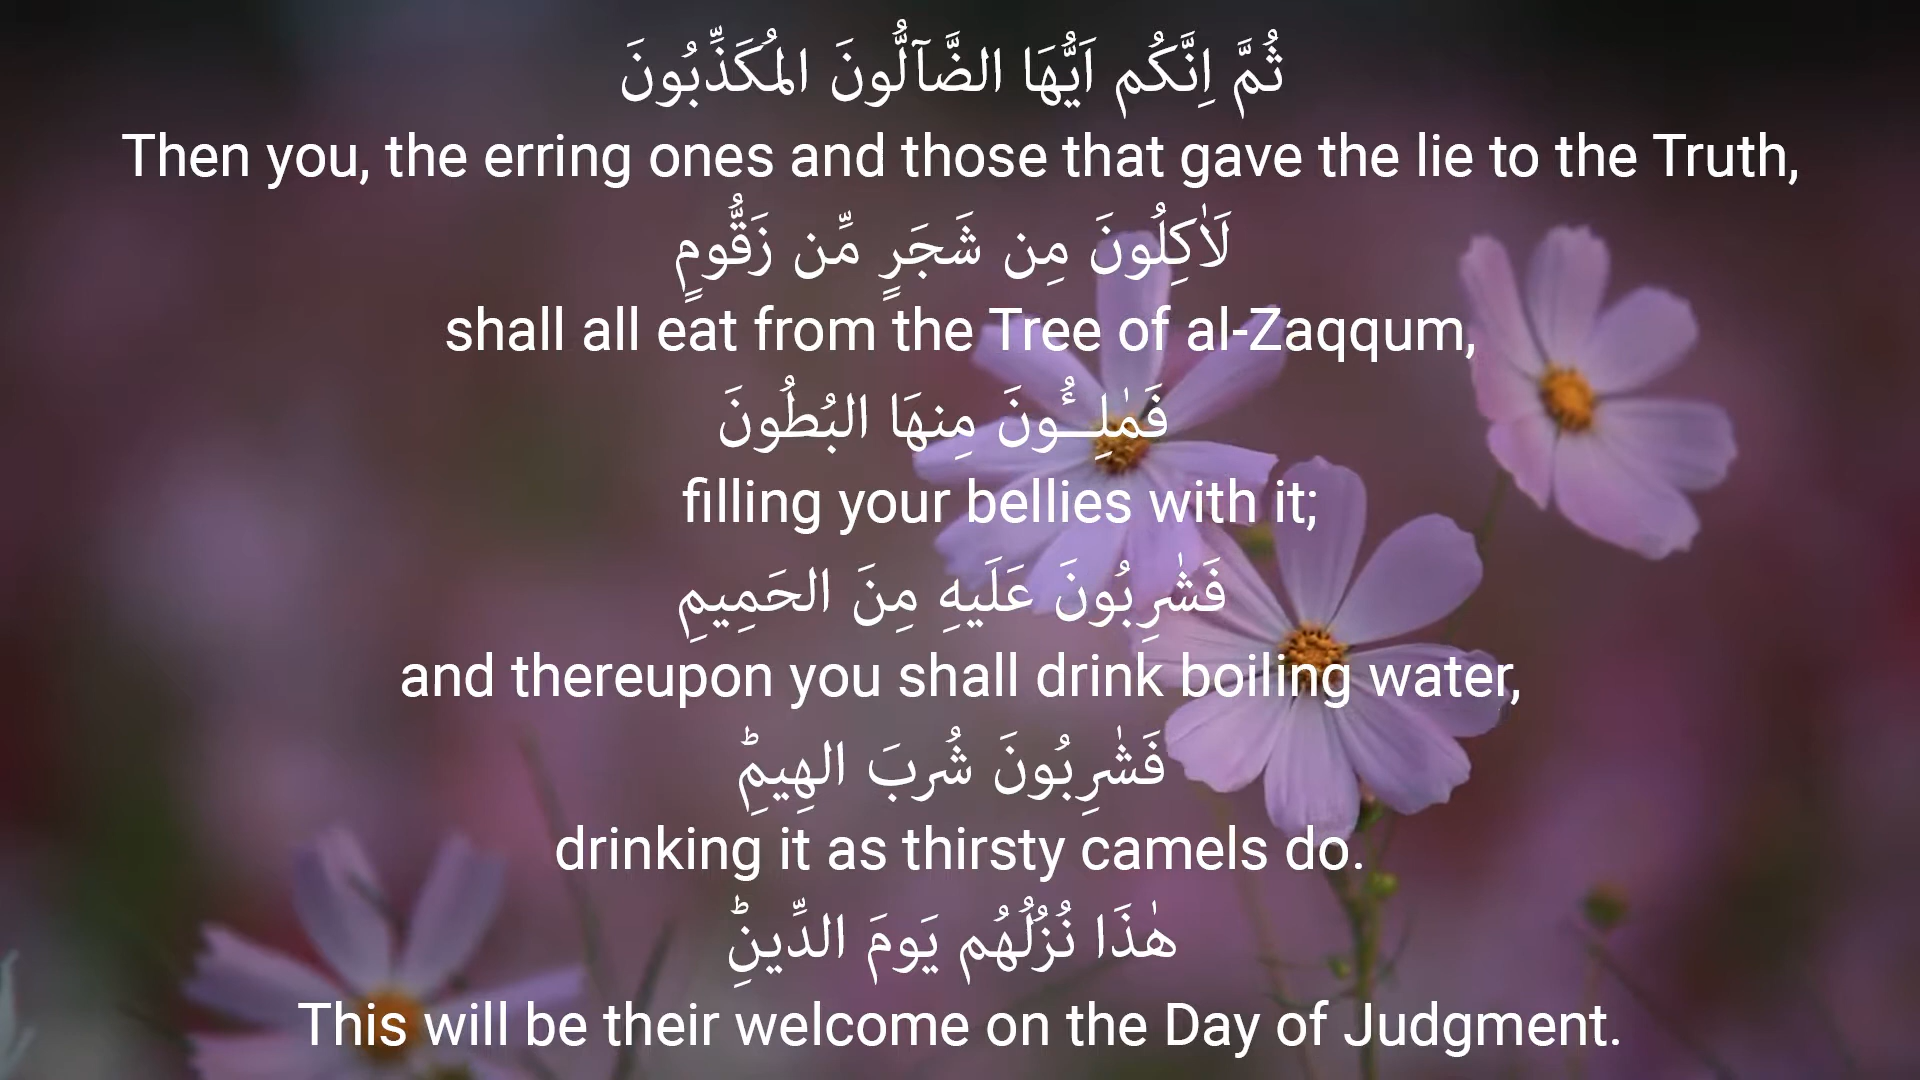 ثُمَّ اِنَّكُم اَيُّهَا الضَّآلُّونَ المُكَذِّبُونَ
Then you, the erring ones and those that gave the lie to the Truth,
لَاٰكِلُونَ مِن شَجَرٍ مِّن زَقُّومٍ
shall all eat from the Tree of al-Zaqqum,
فَمٰلِــُٔونَ مِنهَا البُطُونَ
filling your bellies with it;
فَشٰرِبُونَ عَلَيهِ مِنَ الحَمِيمِ
and thereupon you shall drink boiling water,
فَشٰرِبُونَ شُربَ الهِيمِؕ
drinking it as thirsty camels do.
هٰذَا نُزُلُهُم يَومَ الدِّينِؕ
This will be their welcome on the Day of Judgment.